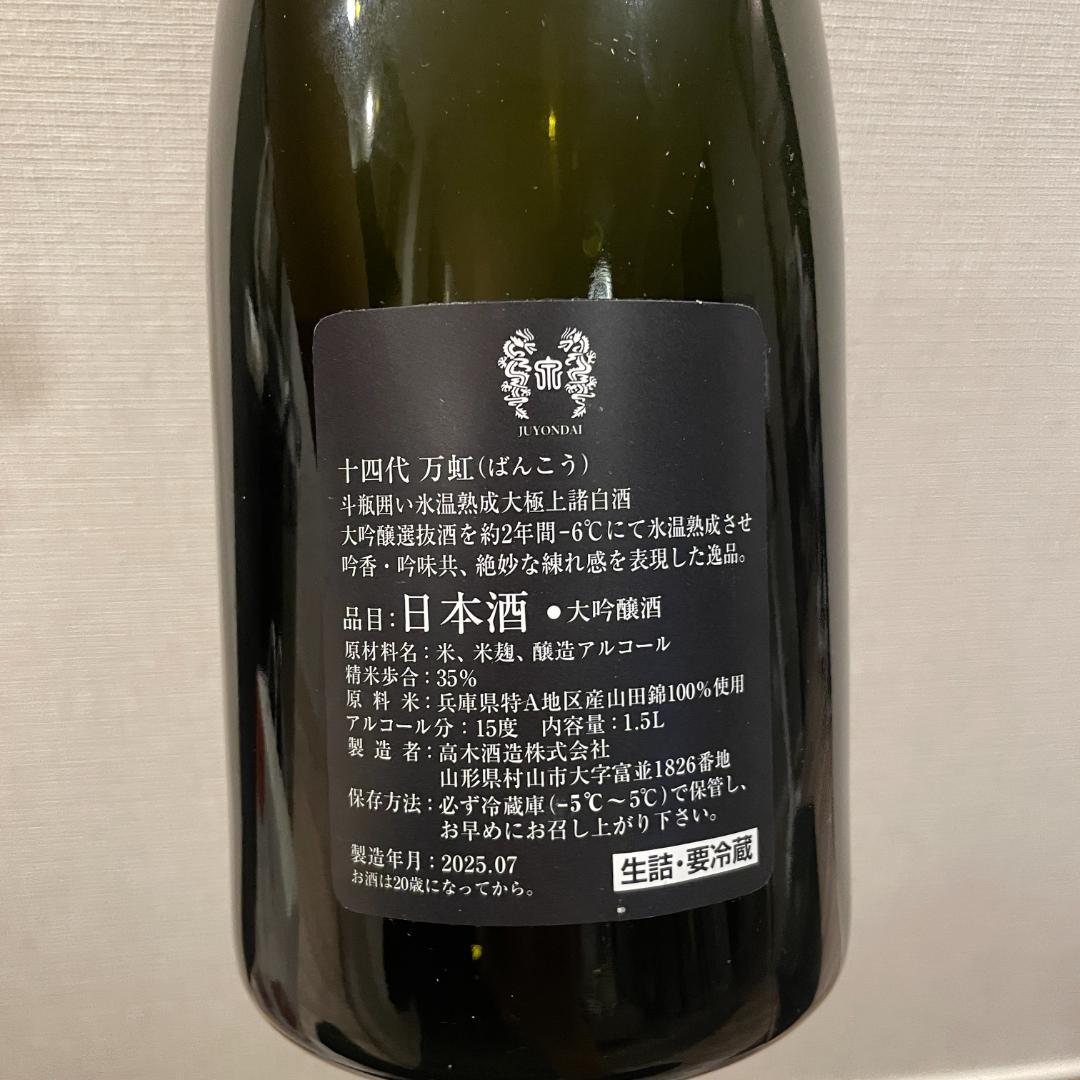 JUYONDAI
十四代 万虹(ばんこう)
斗瓶囲い氷温熟成大極上諸白酒
大吟醸選抜酒を約2年間-6℃にて氷温熟成させ
吟香・吟味共、絶妙な練れ感を表現した逸品。
品目:日本酒 ●大吟醸酒
原材料名:米、米麹、醸造アルコール
精米歩合:35%
原料米:兵庫県特A地区産山田錦100%使用
アルコール分:15度 内容量:1.5L
製造者:高木酒造株式会社
山形県村山市大字富並1826番地
保存方法:必ず冷蔵庫(-5℃~5℃)で保管し、
お早めにお召し上がり下さい。
製造年月:2025.07
生詰・要冷蔵
お酒は20歳になってから。